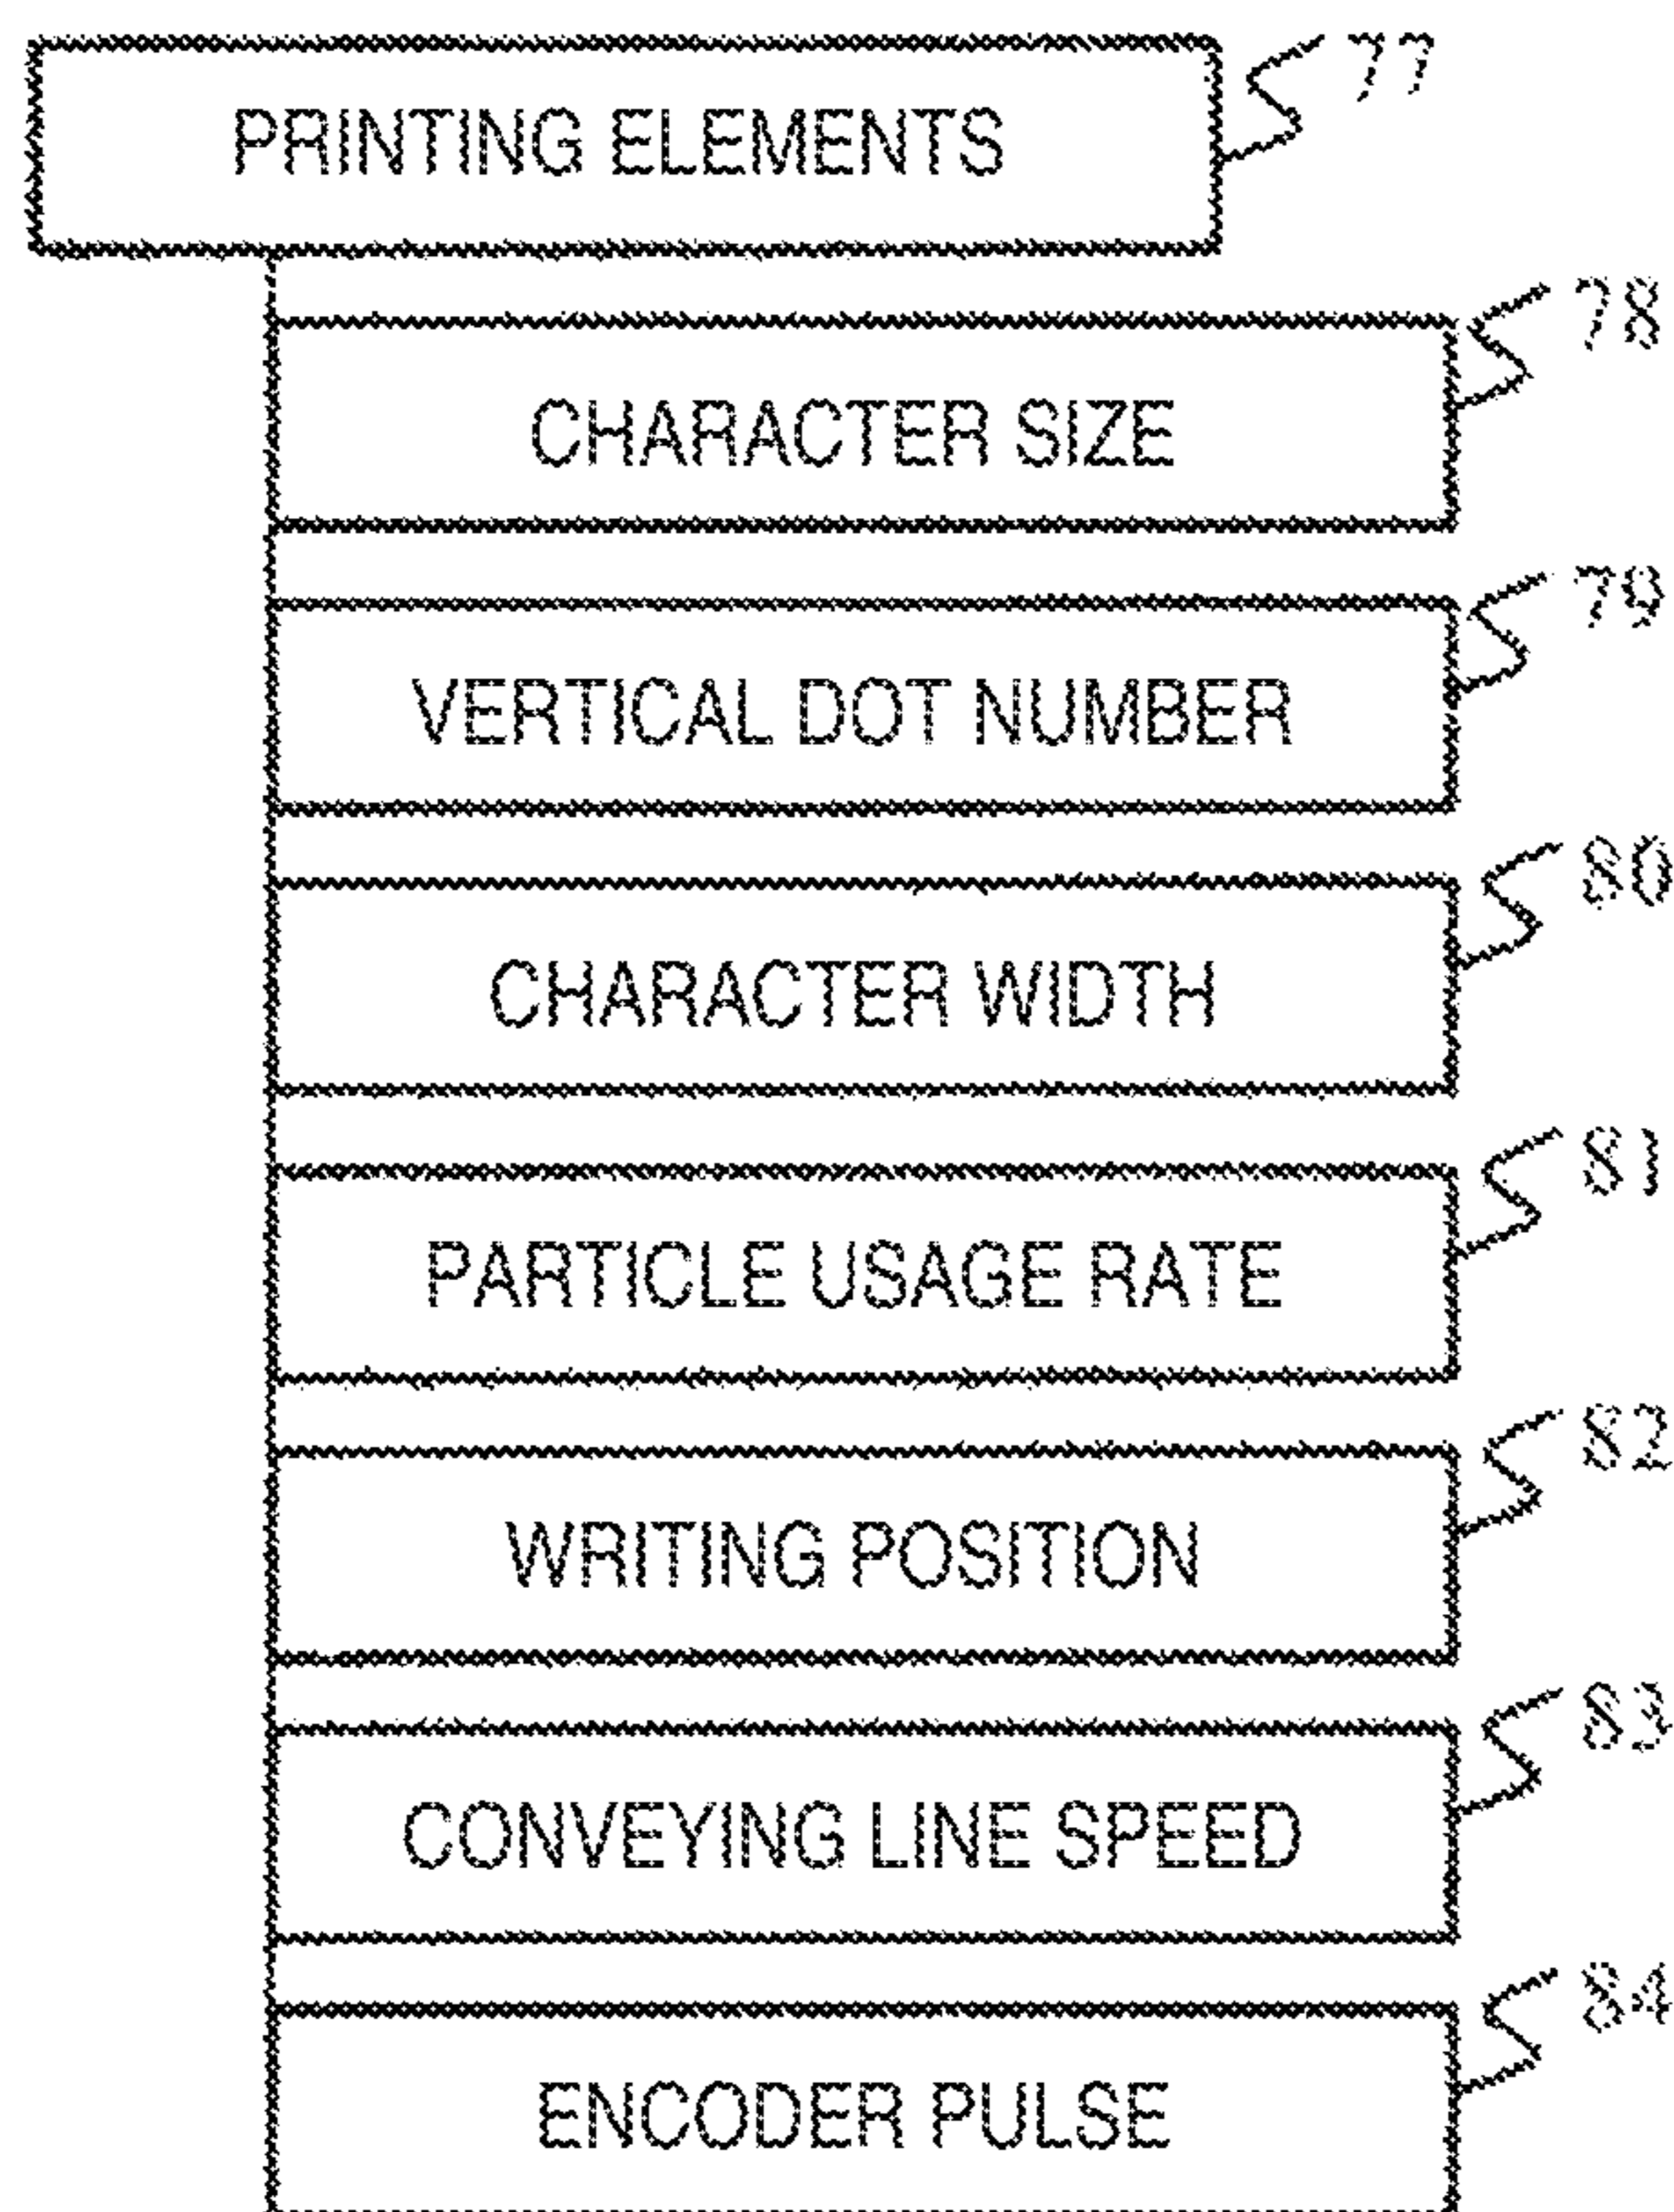 PRINTING ELEMENTS 77
CHARACTER SIZE 78
VERTICAL DOT NUMBER 79
CHARACTER WIDTH 80
PARTICLE USAGE RATE 81
WRITING POSITION 82
CONVEYING LINE SPEED 83
ENCODER PULSE 84